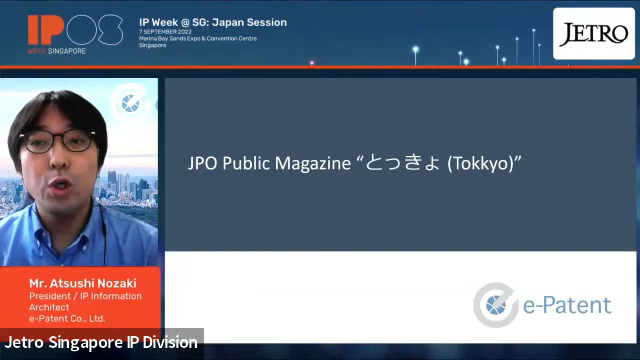 IPOS
WEEK SINGAPORE
IP Week @ SG: Japan Session
7 SEPTEMBER 2022
Marina Bay Sands Expo & Convention Centre
Singapore
JETRO
JPO Public Magazine “とっきょ (Tokkyo)”
Mr. Atsushi Nozaki
President / IP Information
Architect
e-Patent Co., Ltd.
e-Patent
Jetro Singapore IP Division